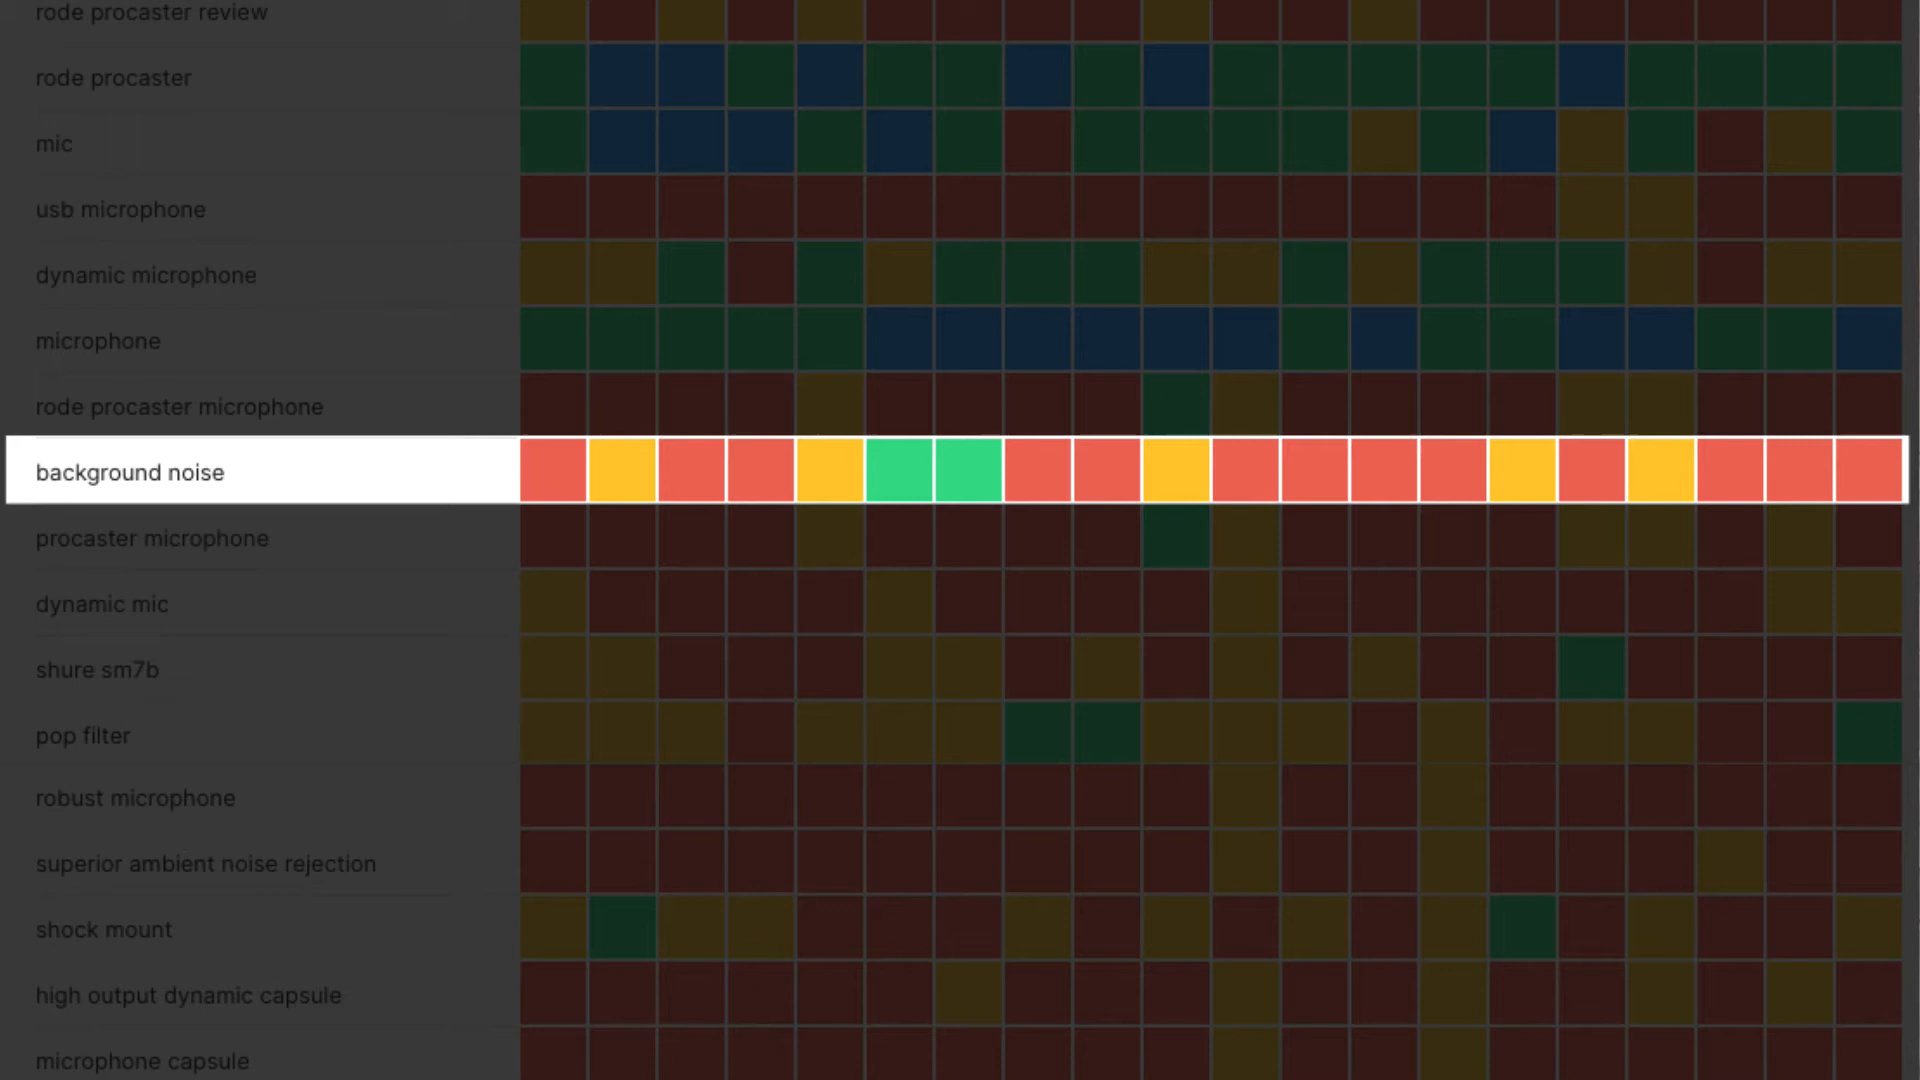 rode procaster review
rode procaster
mic
usb microphone
dynamic microphone
microphone
rode procaster microphone
background noise
procaster microphone
dynamic mic
shure sm7b
pop filter
robust microphone
superior ambient noise rejection
shock mount
high output dynamic capsule
microphone capsule